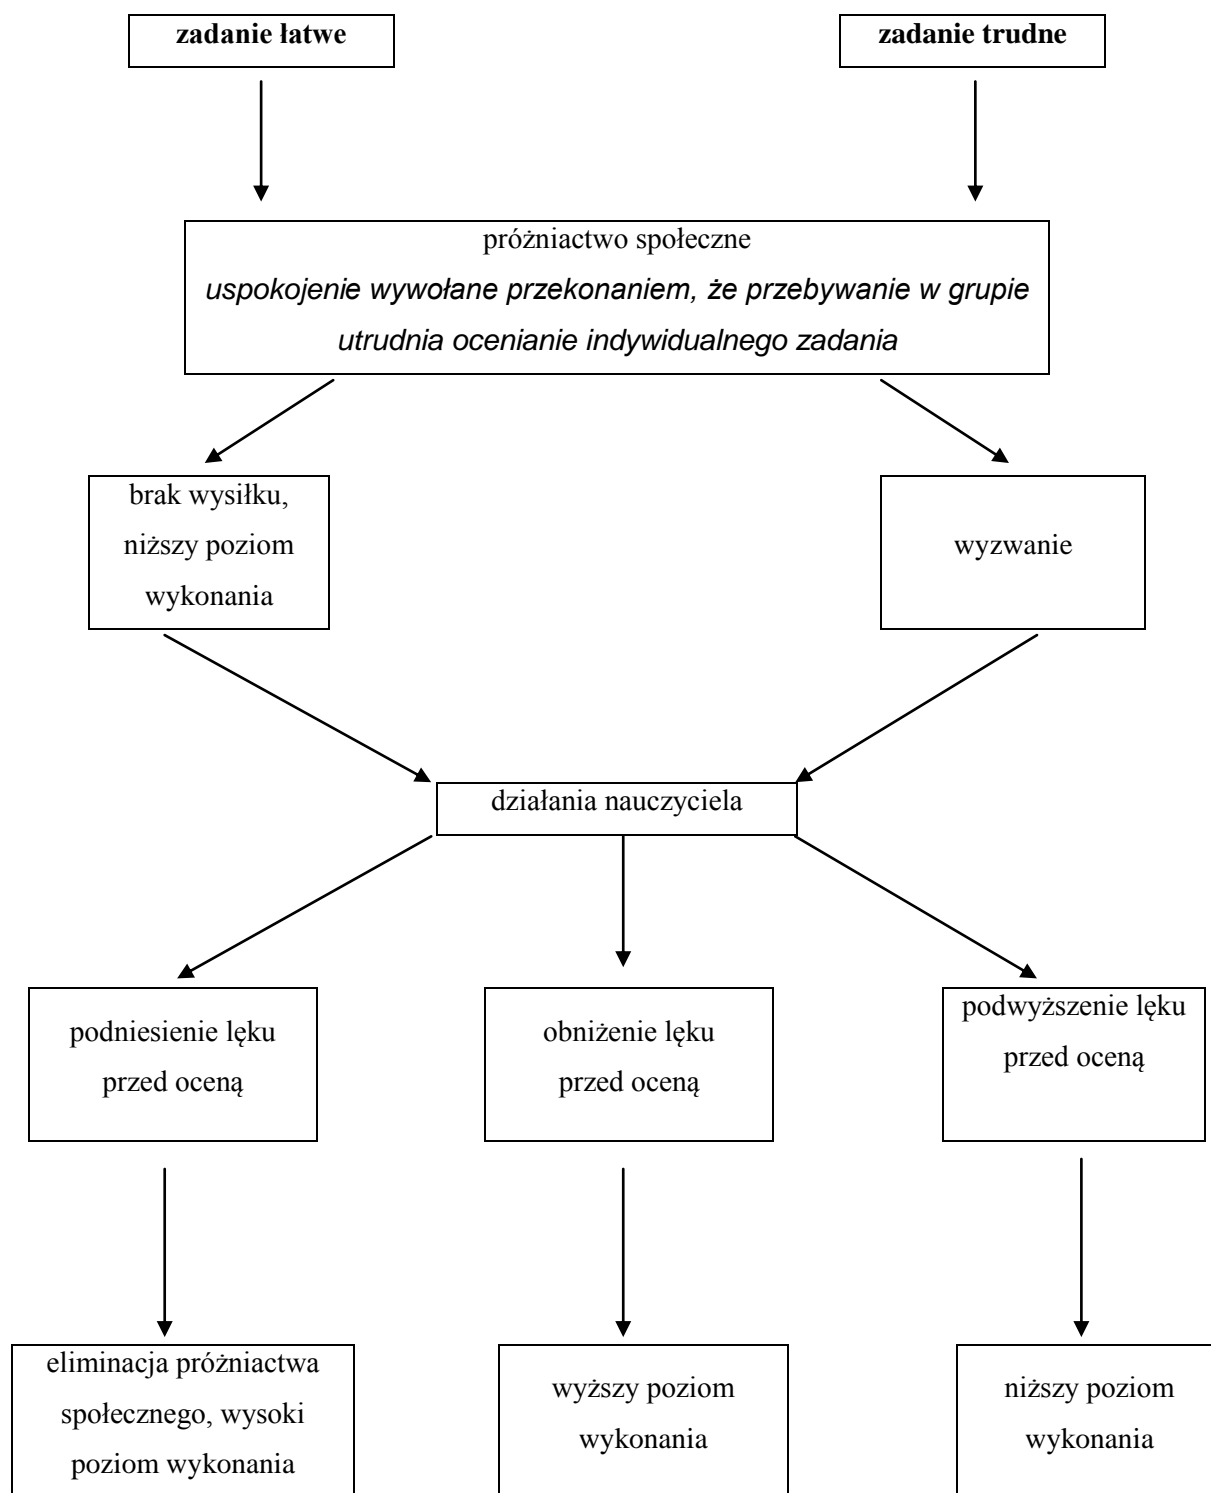 zadanie łatwe
zadanie trudne
próżniactwo społeczne
uspokojenie wywołane przekonaniem, że przebywanie w grupie
utrudnia ocenianie indywidualnego zadania
brak wysiłku,
niższy poziom
wykonania
wyzwanie
działania nauczyciela
podniesienie lęku
przed oceną
obniżenie lęku
przed oceną
podwyższenie lęku
przed oceną
eliminacja próżniactwa
społecznego, wysoki
poziom wykonania
wyższy poziom
wykonania
niższy poziom
wykonania